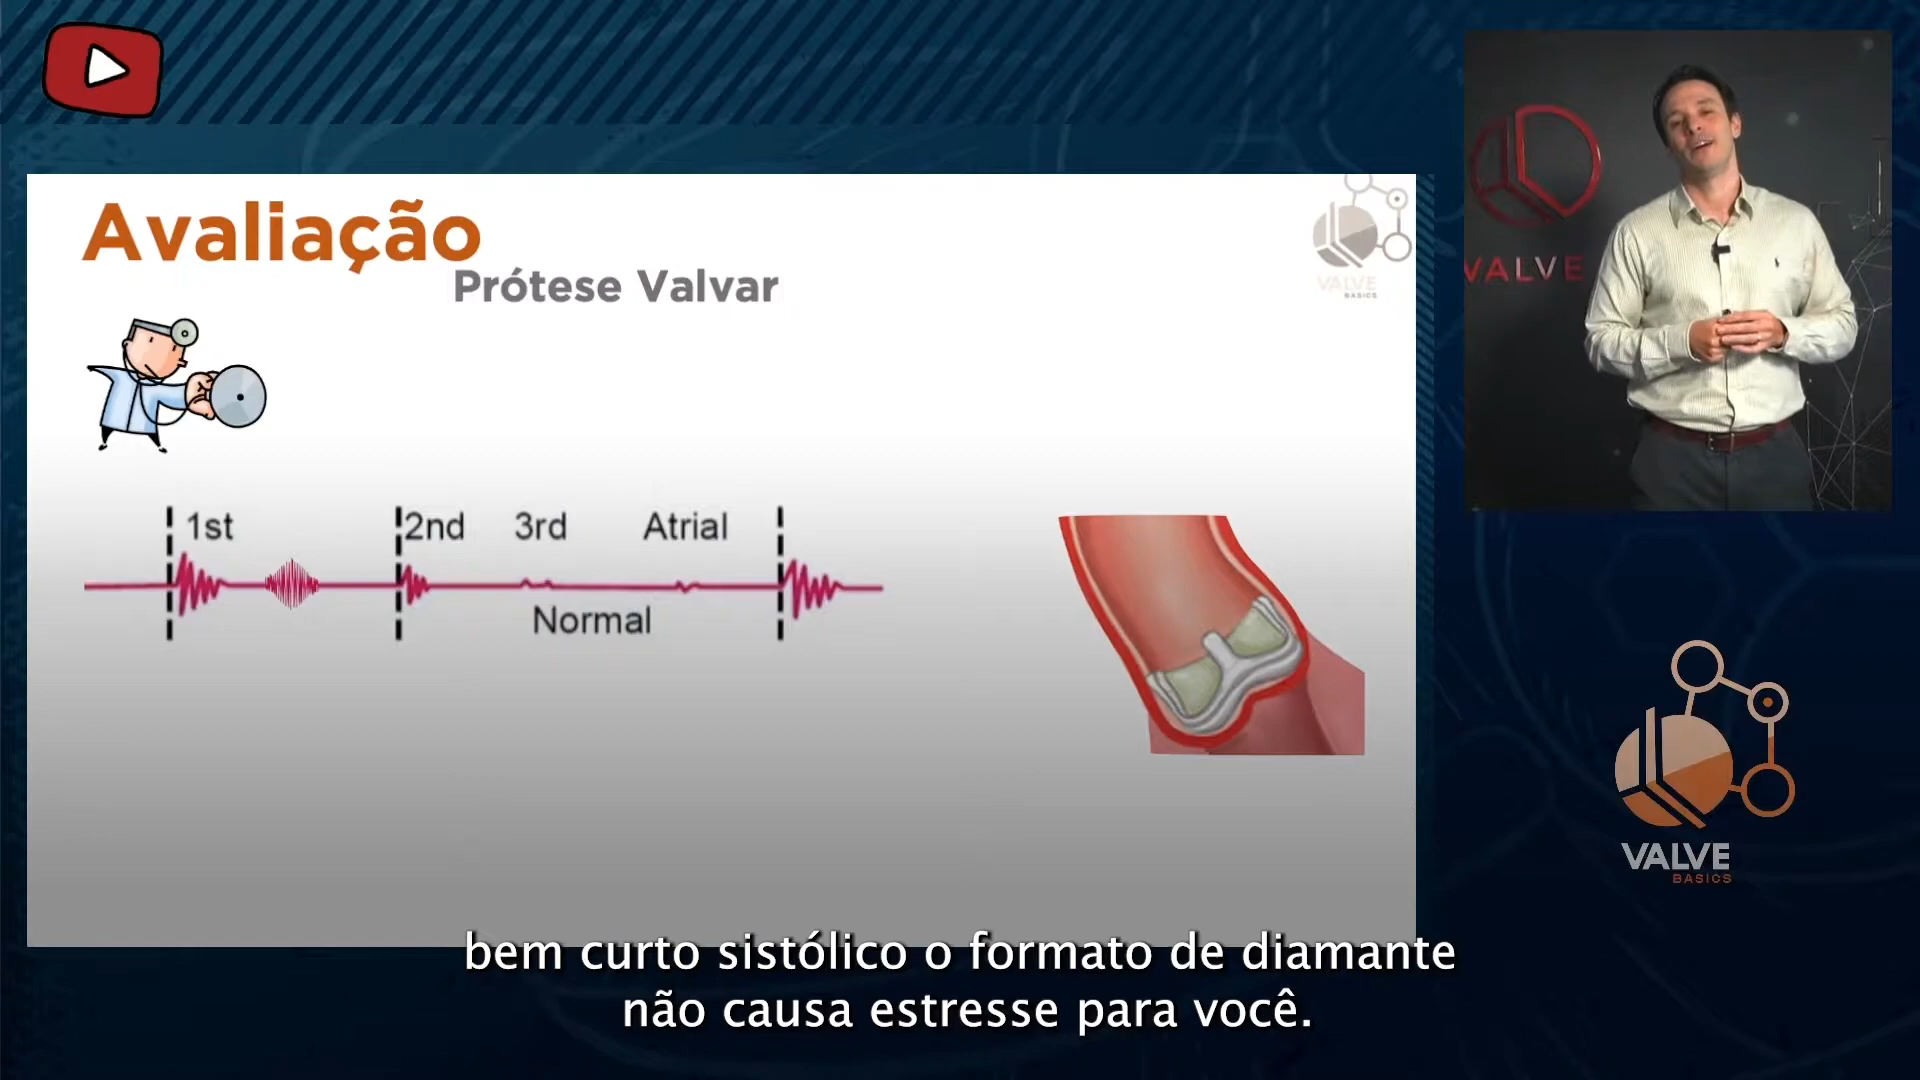 Avaliação
Prótese Valvar
VALVE
BASICS
1st 2nd 3rd Atrial
Normal
VALVE
VALVE
BASICS
bem curto sistólico o formato de diamante
não causa estresse para você.